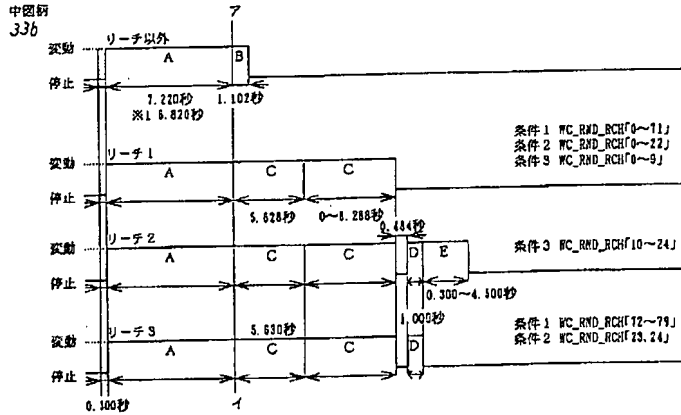 中図柄
33b
ア
リーチ以外
変動
A
B
停止
7.220秒
1.102秒
※1 6.820秒
条件1 WC_RND_RCH「0～71」
条件2 WC_RND_RCH「0～22」
条件3 WC_RND_RCH「0～9」
リーチ1
変動
A
C
C
停止
5.628秒
0～8.288秒
0.484秒
リーチ2
変動
A
C
C
D
E
条件3 WC_RND_RCH「10～24」
停止
0.300～4.500秒
1.000秒
リーチ3
5.630秒
変動
A
C
C
D
条件1 WC_RND_RCH「72～79」
条件2 WC_RND_RCH「23,24」
停止
0.100秒
イ